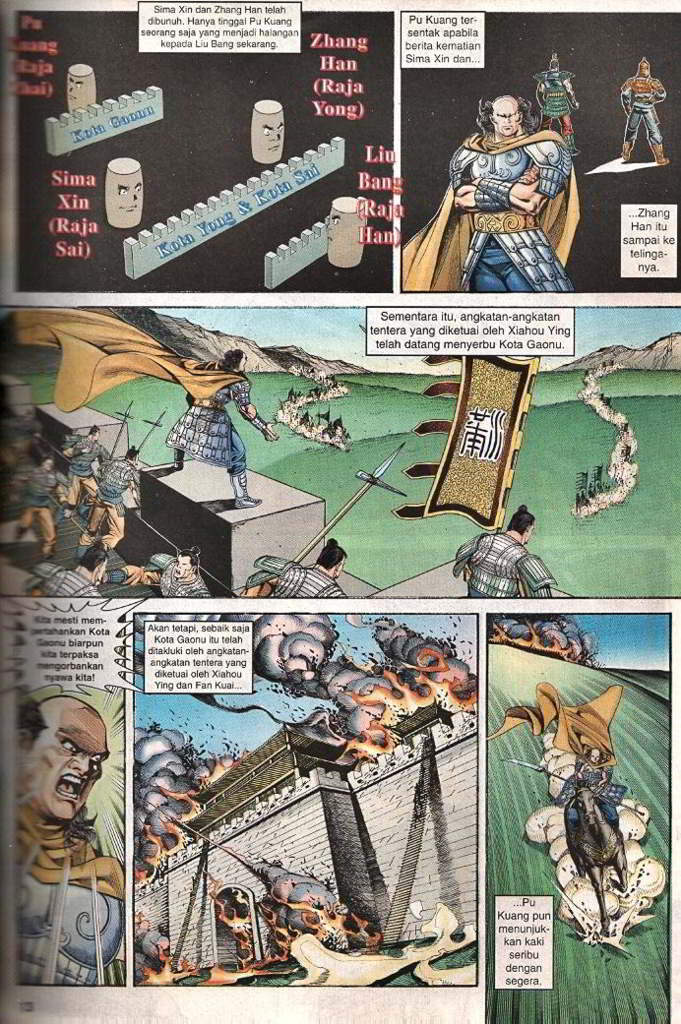 Sima Xin dan Zhang Han telah
dibunuh. Hanya tinggal Pu Kuang
seorang saja yang menjadi halangan
kepada Liu Bang sekarang.
Pu
Kuang
(Raja
Zhai)
Kota Gaonu
Zhang
Han
(Raja
Yong)
Sima
Xin
(Raja
Sai)
Kota Yong & Kota Sai
Liu
Bang
(Raja
Han)
Pu Kuang ter-
sentak apabila
berita kematian
Sima Xin dan...
...Zhang
Han itu
sampai ke
telinga-
nya.
Sementara itu, angkatan-angkatan
tentera yang diketuai oleh Xiahou Ying
telah datang menyerbu Kota Gaonu.
Kita mesti mem-
pertahankan Kota
Gaonu biarpun
kita terpaksa
mengorbankan
nyawa kita!
Akan tetapi, sebaik saja
Kota Gaonu itu telah
ditakluki oleh angkatan-
angkatan tentera yang
diketuai oleh Xiahou
Ying dan Fan Kuai...
...Pu
Kuang pun
menunjuk-
kan kaki
seribu
dengan
segera.